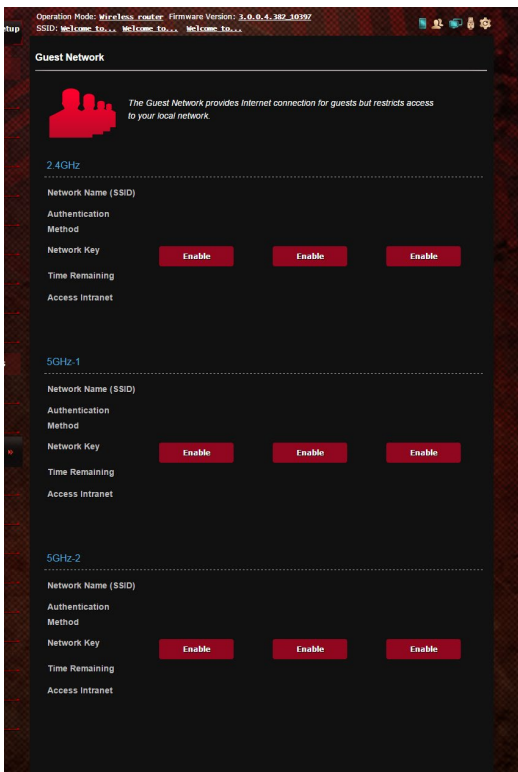 Operation Mode: Wireless router Firmware Version: 3.0.0.4.382_10397
SSID: Welcome to... Welcome to... Welcome to...
etup
Guest Network
The Guest Network provides Internet connection for guests but restricts access
to your local network.
2.4GHz
Network Name (SSID)
Authentication
Method
Network Key Enable Enable Enable
Time Remaining
Access Intranet
5GHz-1
Network Name (SSID)
Authentication
Method
Network Key Enable Enable Enable
Time Remaining
Access Intranet
5GHz-2
Network Name (SSID)
Authentication
Method
Network Key Enable Enable Enable
Time Remaining
Access Intranet